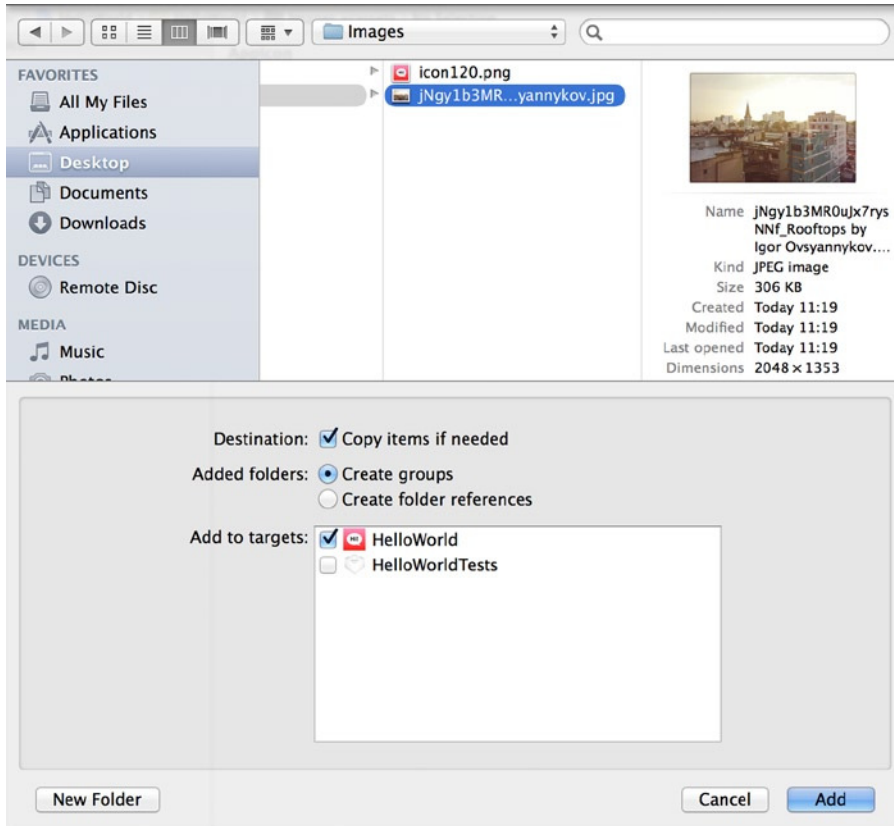 Images
FAVORITES
All My Files
Applications
Desktop
Documents
Downloads
DEVICES
Remote Disc
MEDIA
Music
Photos
icon120.png
jNgy1b3MR...yannykov.jpg
Name jNgy1b3MR0uJx7rys
NNf_Rooftops by
Igor Ovsyannykov....
Kind JPEG image
Size 306 KB
Created Today 11:19
Modified Today 11:19
Last opened Today 11:19
Dimensions 2048 × 1353
Destination: Copy items if needed
Added folders: Create groups
Create folder references
Add to targets: HelloWorld
HelloWorldTests
New Folder Cancel Add